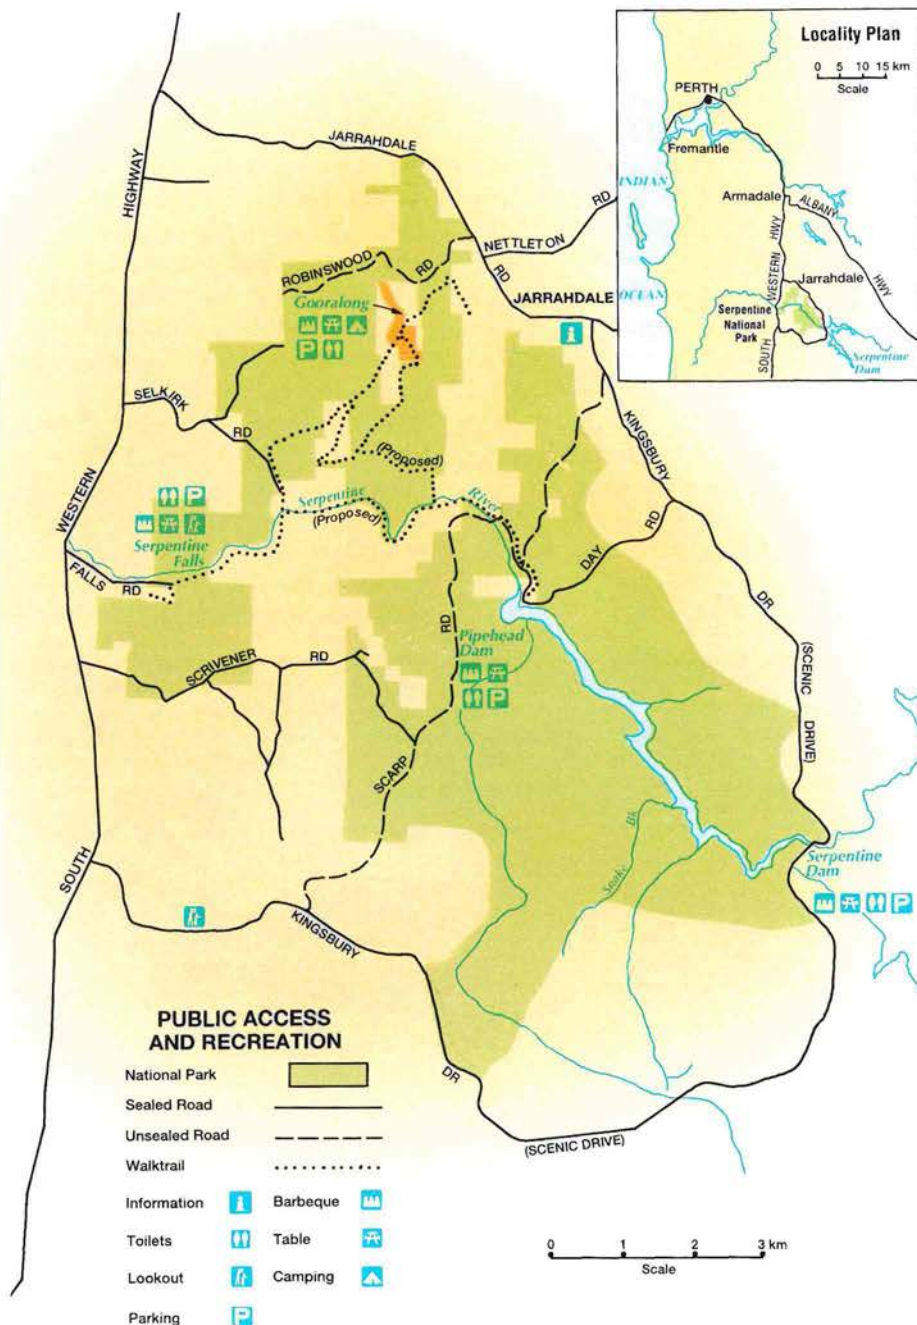 Locality Plan
0 5 10 15 km
Scale
PERTH
Fremantle
INDIAN
OCEAN
Armadale
ALBANY
HWY
WESTERN
HWY
SOUTH
Jarrahdale
Serpentine
National
Park
Serpentine
Dam
HIGHWAY
WESTERN
SOUTH
JARRAHDALE
RD
NETTLETON
RD
ROBINSWOOD
RD
Gooralong
P
JARRAHDALE
i
SELKIRK
RD
KINGSBURY
DR
(SCENIC
DRIVE)
(Proposed)
Serpentine
River
(Proposed)
P
Serpentine
Falls
FALLS
RD
DAY
RD
RD
SCARP
Pipehead
Dam
P
SCRIVENER
RD
Snake
Bk
Serpentine
Dam
P
KINGSBURY
DR
(SCENIC DRIVE)
PUBLIC ACCESS
AND RECREATION
National Park
Sealed Road
Unsealed Road
Walktrail
Information i Barbeque
Toilets Table
Lookout Camping
Parking P
0 1 2 3 km
Scale